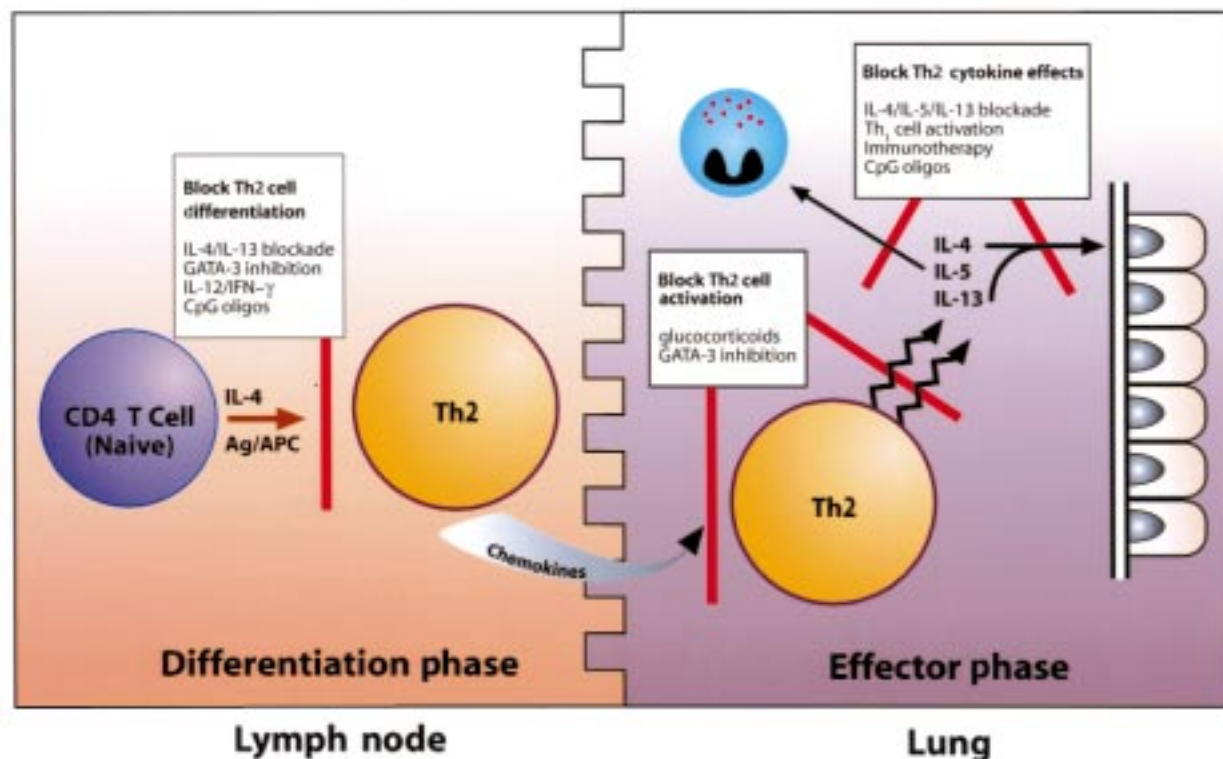 Block Th2 cell
differentiation
IL-4/IL-13 blockade
GATA-3 inhibition
IL-12/IFN-γ
CpG oligos
CD4 T Cell
(Naive)
IL-4
Ag/APC
Th2
Chemokines
Differentiation phase
Lymph node
Block Th2 cytokine effects
IL-4/IL-5/IL-13 blockade
Th₁ cell activation
Immunotherapy
CpG oligos
Block Th2 cell
activation
glucocorticoids
GATA-3 inhibition
IL-4
IL-5
IL-13
Th2
Effector phase
Lung